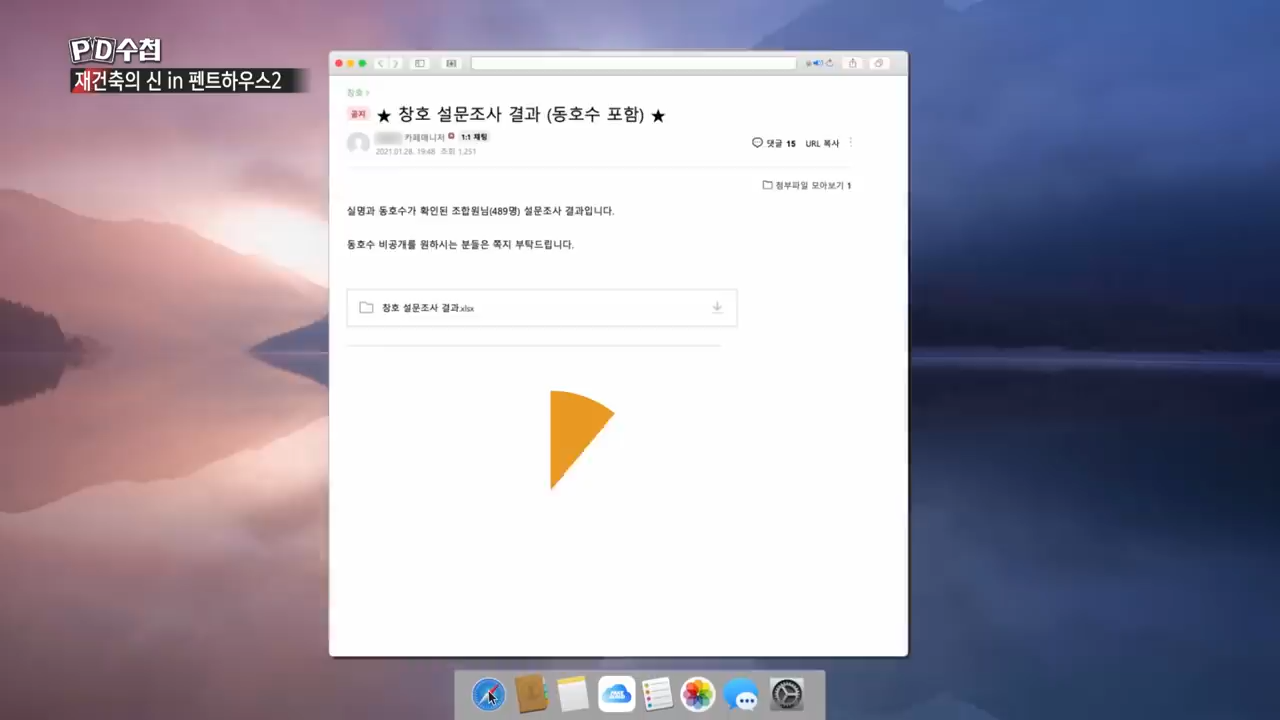 PD수첩
재건축의 신 in 펜트하우스2
창호 >
공지 ★ 창호 설문조사 결과 (동호수 포함) ★
카페매니저 1:1 채팅
2021.01.28. 19:48 조회 1,251
댓글 15 URL 복사
첨부파일 모아보기 1
실명과 동호수가 확인된 조합원님(489명) 설문조사 결과입니다.
동호수 비공개를 원하시는 분들은 쪽지 부탁드립니다.
창호 설문조사 결과.xlsx